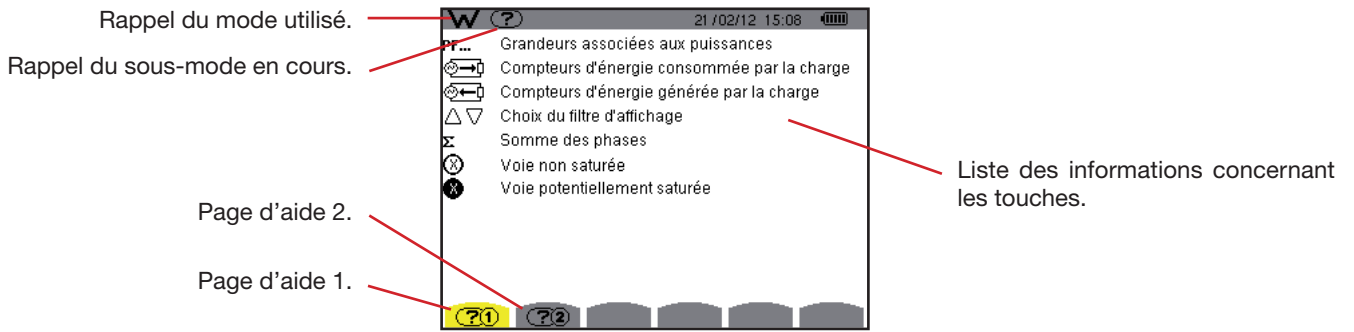 Rappel du mode utilisé.
Rappel du sous-mode en cours.
Page d'aide 2.
Page d'aide 1.
W ? 21/02/12 15:08
PF... Grandeurs associées aux puissances
Compteurs d'énergie consommée par la charge
Compteurs d'énergie générée par la charge
Choix du filtre d'affichage
Σ Somme des phases
X Voie non saturée
X Voie potentiellement saturée
?1 ?2
Liste des informations concernant
les touches.